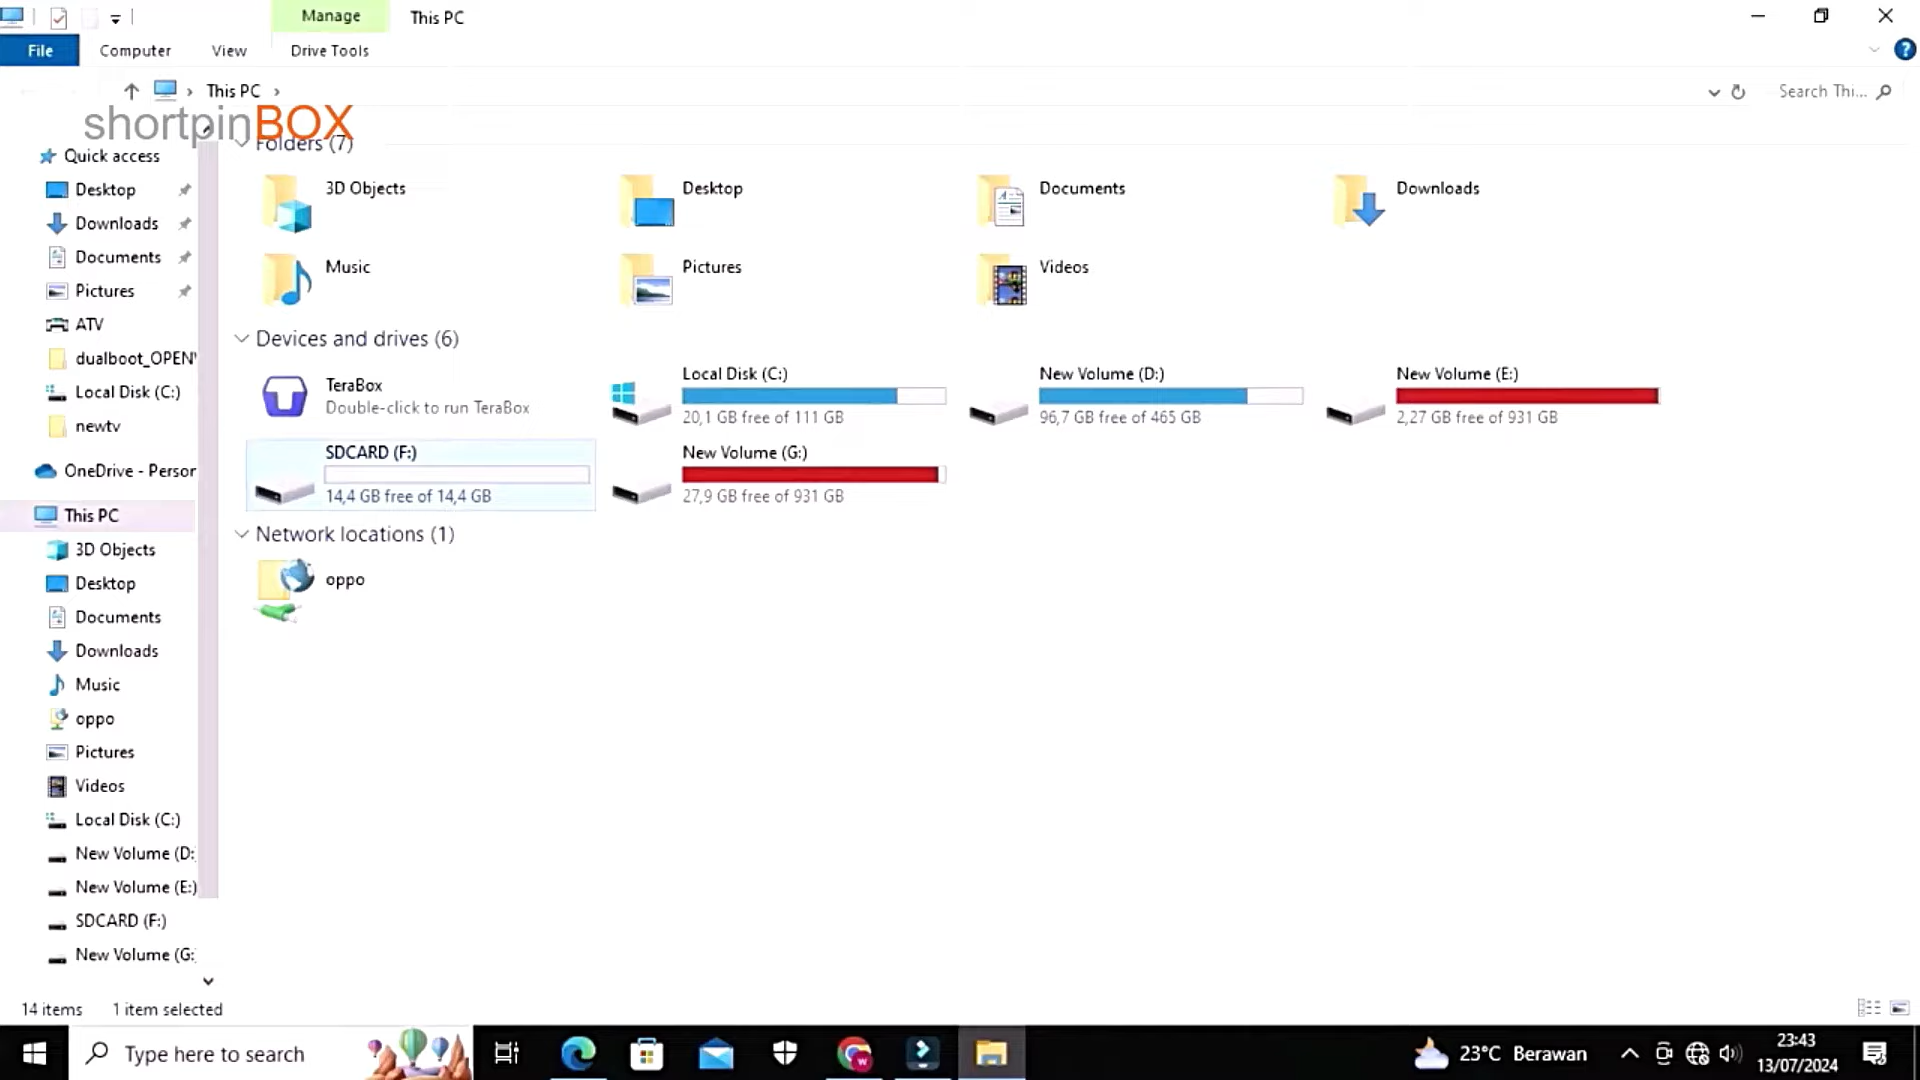 Manage This PC
File Computer View Drive Tools
This PC Search Thi...
shortpinBOX
Quick access
Desktop
Downloads
Documents
Pictures
ATV
dualboot_OPEN
Local Disk (C:)
newtv
OneDrive - Person
This PC
3D Objects
Desktop
Documents
Downloads
Music
oppo
Pictures
Videos
Local Disk (C:)
New Volume (D:
New Volume (E:)
SDCARD (F:)
New Volume (G:
Folders (7)
3D Objects
Desktop
Documents
Downloads
Music
Pictures
Videos
Devices and drives (6)
TeraBox
Double-click to run TeraBox
Local Disk (C:)
20,1 GB free of 111 GB
New Volume (D:)
96,7 GB free of 465 GB
New Volume (E:)
2,27 GB free of 931 GB
SDCARD (F:)
14,4 GB free of 14,4 GB
New Volume (G:)
27,9 GB free of 931 GB
Network locations (1)
oppo
14 items 1 item selected
Type here to search
23°C Berawan
23:43
13/07/2024